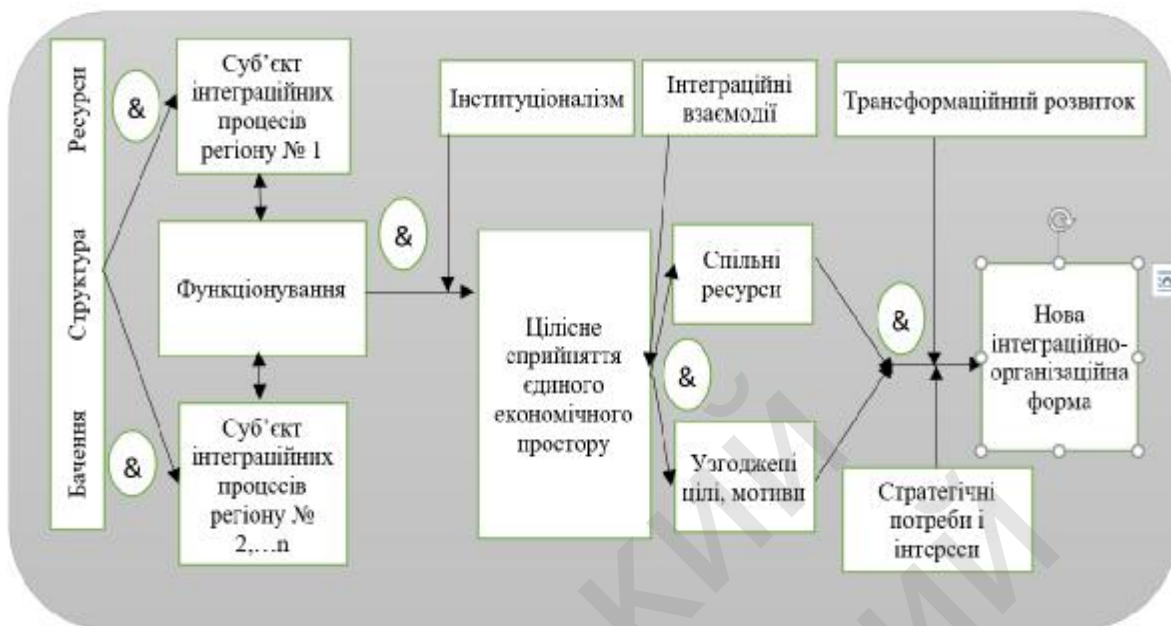 Ресурси
Структура
Бачення
&
&
Суб’єкт
інтеграційних
процесів
регіону № 1
Функціонування
Суб’єкт
інтеграційних
процесів
регіону №
2,…n
&
Інституціоналізм
Інтеграційні
взаємодії
Трансформаційний розвиток
Цілісне
сприйняття
єдиного
економічного
простору
&
Спільні
ресурси
Узгоджені
цілі, мотиви
&
Стратегічні
потреби і
інтереси
Нова
інтеграційно-
організаційна
форма